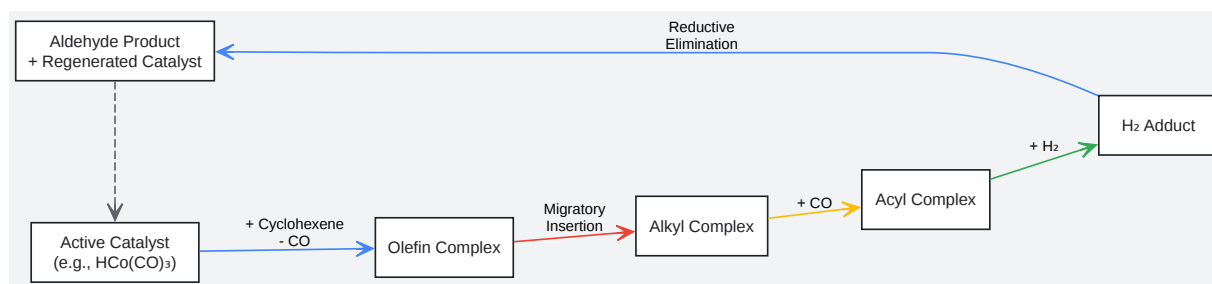 Reductive
Elimination
Aldehyde Product
+ Regenerated Catalyst
H₂ Adduct
+ H₂
Acyl Complex
+ CO
Migratory
Insertion
Alkyl Complex
+ Cyclohexene
- CO
Olefin Complex
Active Catalyst
(e.g., HCo(CO)₃)